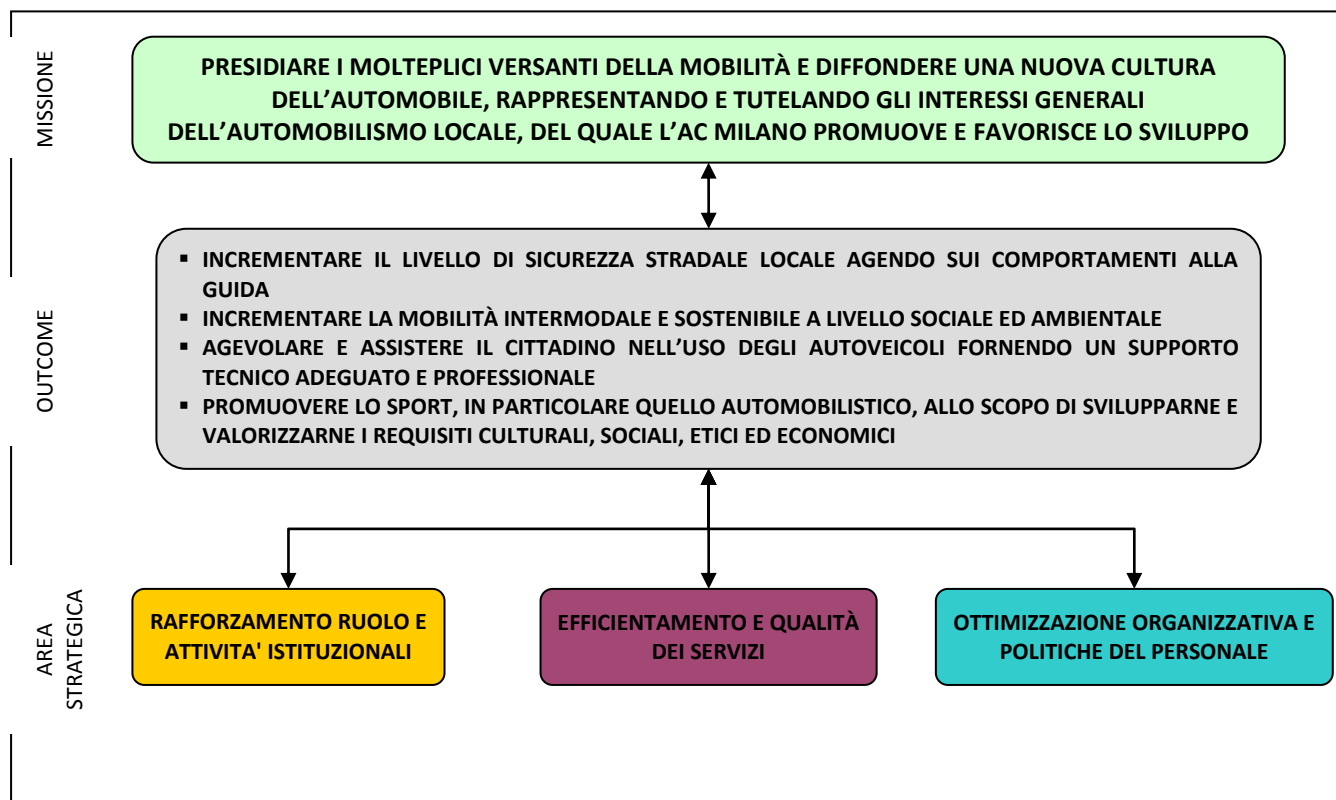 MISSIONE
PRESIDIARE I MOLTEPLICI VERSANTI DELLA MOBILITÀ E DIFFONDERE UNA NUOVA CULTURA
DELL’AUTOMOBILE, RAPPRESENTANDO E TUTELANDO GLI INTERESSI GENERALI
DELL’AUTOMOBILISMO LOCALE, DEL QUALE L’AC MILANO PROMUOVE E FAVORISCE LO SVILUPPO
OUTCOME
▪ INCREMENTARE IL LIVELLO DI SICUREZZA STRADALE LOCALE AGENDO SUI COMPORTAMENTI ALLA
GUIDA
▪ INCREMENTARE LA MOBILITÀ INTERMODALE E SOSTENIBILE A LIVELLO SOCIALE ED AMBIENTALE
▪ AGEVOLARE E ASSISTERE IL CITTADINO NELL’USO DEGLI AUTOVEICOLI FORNENDO UN SUPPORTO
TECNICO ADEGUATO E PROFESSIONALE
▪ PROMUOVERE LO SPORT, IN PARTICOLARE QUELLO AUTOMOBILISTICO, ALLO SCOPO DI SVILUPPARNE E
VALORIZZARNE I REQUISITI CULTURALI, SOCIALI, ETICI ED ECONOMICI
AREA
STRATEGICA
RAFFORZAMENTO RUOLO E
ATTIVITA' ISTITUZIONALI
EFFICIENTAMENTO E QUALITÀ
DEI SERVIZI
OTTIMIZZAZIONE ORGANIZZATIVA E
POLITICHE DEL PERSONALE